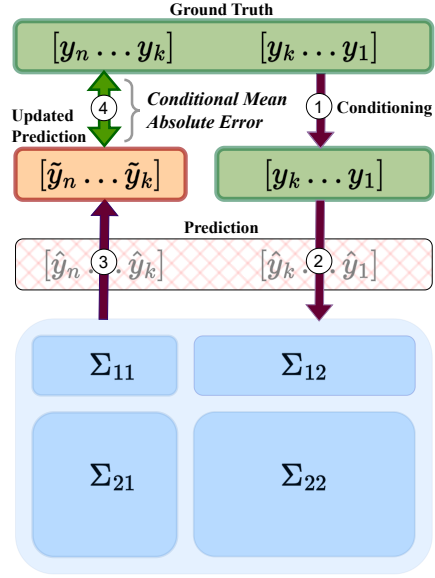 Ground Truth
[yₙ … yₖ] [yₖ … y₁]
4 Conditional Mean Absolute Error
1 Conditioning
Updated
Prediction
[ỹₙ … ỹₖ] [yₖ … y₁]
Prediction
[ŷₙ … ŷₖ] [ŷₖ … ŷ₁]
3 2
Σ₁₁ Σ₁₂
Σ₂₁ Σ₂₂